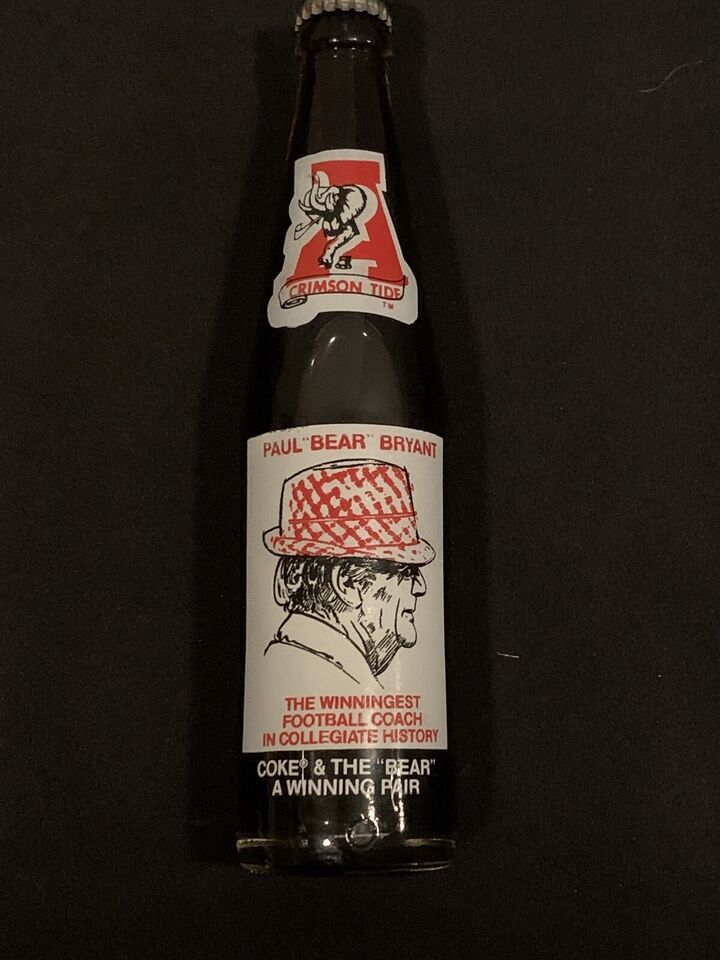 A
CRIMSON TIDE
TM
PAUL "BEAR" BRYANT
THE WINNINGEST
FOOTBALL COACH
IN COLLEGIATE HISTORY
COKE® & THE "BEAR"
A WINNING PAIR